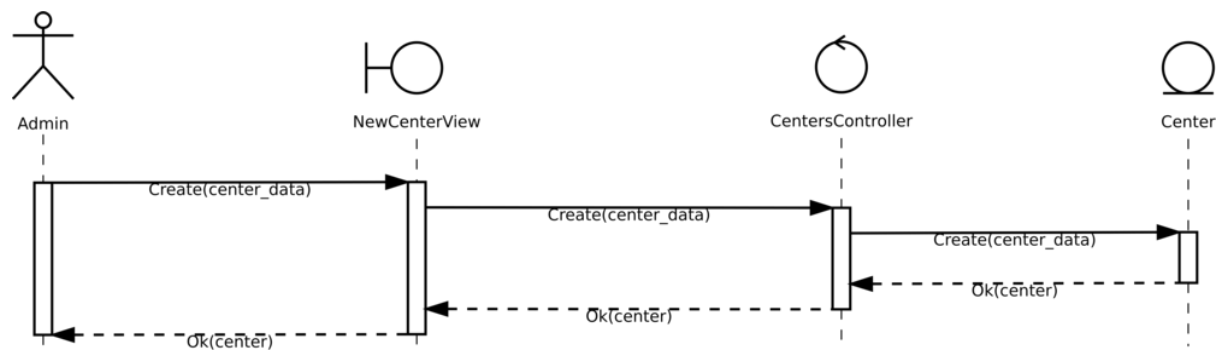 Admin
NewCenterView
CentersController
Center
Create(center_data)
Create(center_data)
Create(center_data)
Ok(center)
Ok(center)
Ok(center)